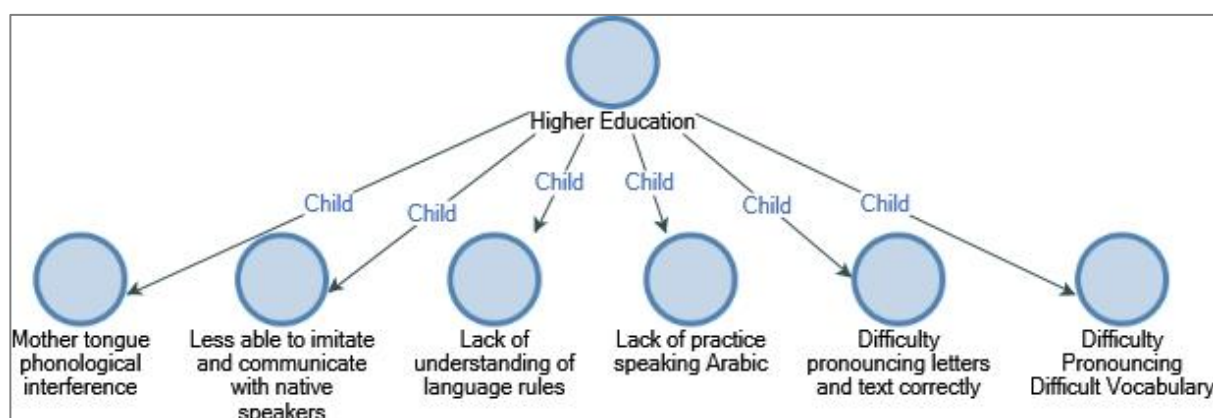 Higher Education
Child
Child
Child
Child
Child
Child
Mother tongue
phonological
interference
Less able to imitate
and communicate
with native
speakers
Lack of
understanding of
language rules
Lack of practice
speaking Arabic
Difficulty
pronouncing letters
and text correctly
Difficulty
Pronouncing
Difficult Vocabulary